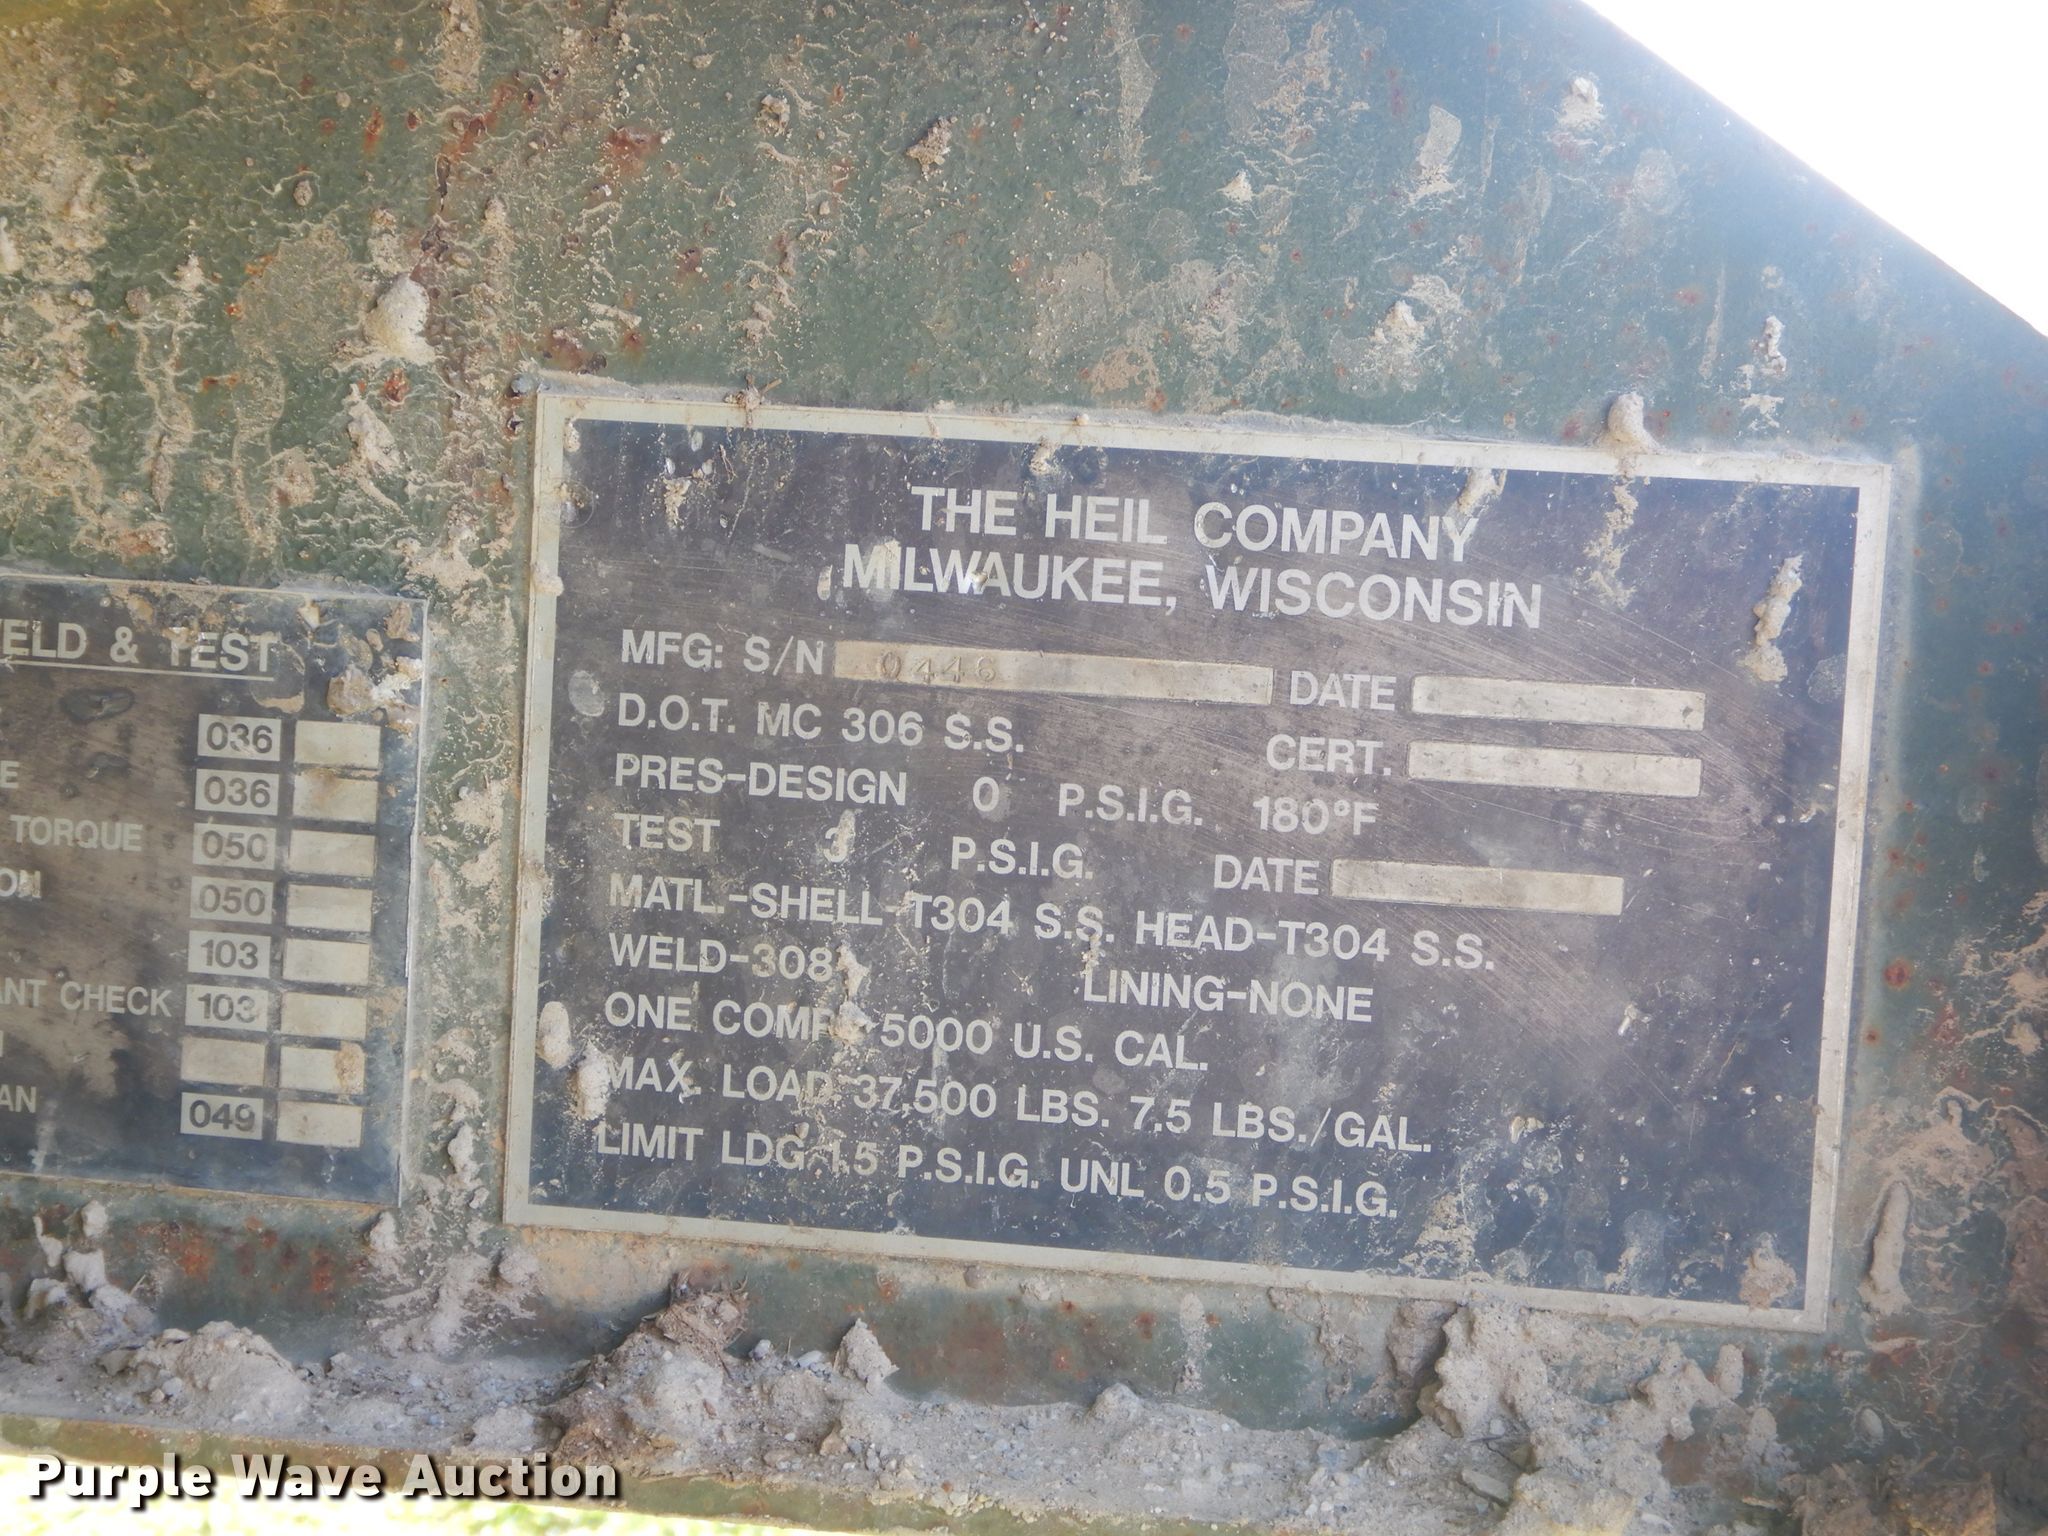 THE HEIL COMPANY
MILWAUKEE, WISCONSIN
MFG: S/N 0446 DATE
D.O.T. MC 306 S.S. CERT.
PRES-DESIGN 0 P.S.I.G. 180°F
TEST 3 P.S.I.G. DATE
MATL.-SHELL-T304 S.S. HEAD-T304 S.S.
WELD-308 LINING-NONE
ONE COMP. 5000 U.S. CAL.
MAX. LOAD 37,500 LBS. 7.5 LBS./GAL.
LIMIT LDG 1.5 P.S.I.G. UNL 0.5 P.S.I.G.
ELD & TEST
036
E 036
TORQUE 050
ON 050
103
ANT CHECK 103
AN 049
Purple Wave Auction